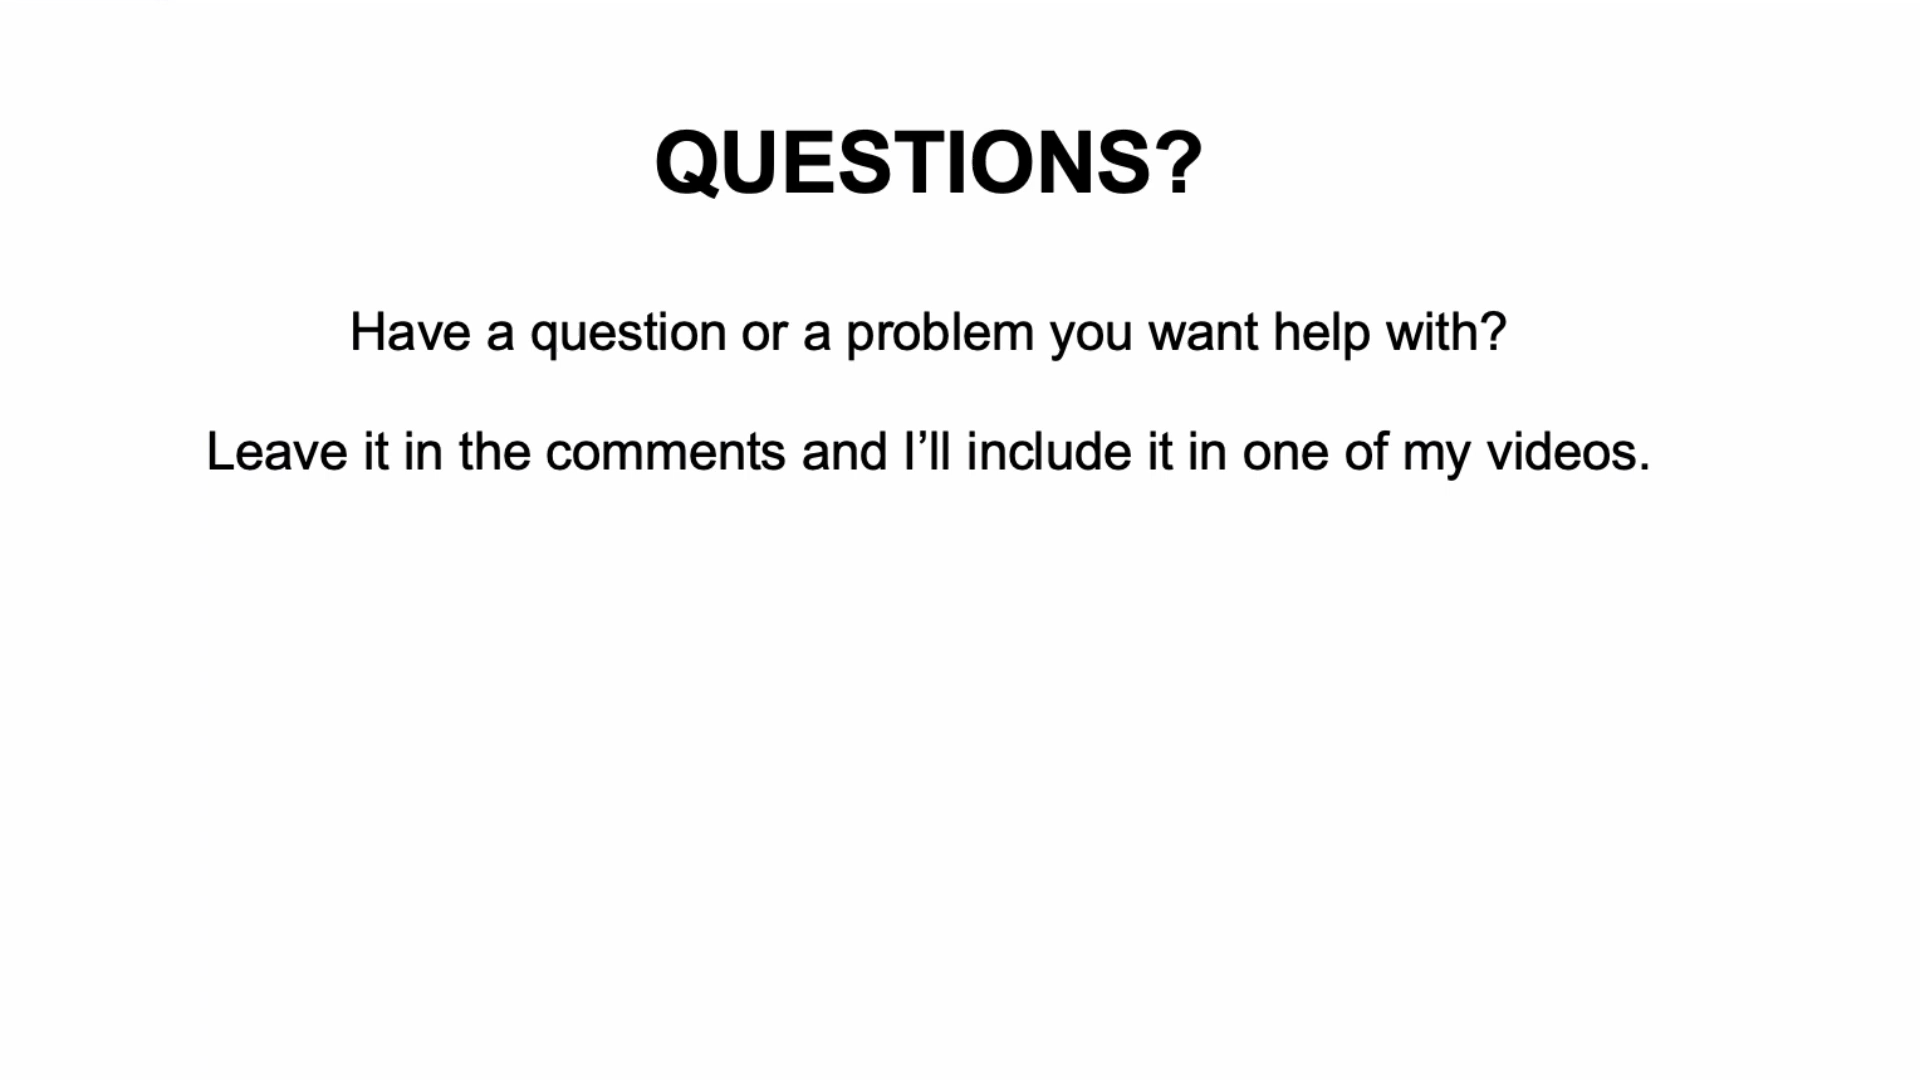 QUESTIONS?
Have a question or a problem you want help with?
Leave it in the comments and I’ll include it in one of my videos.